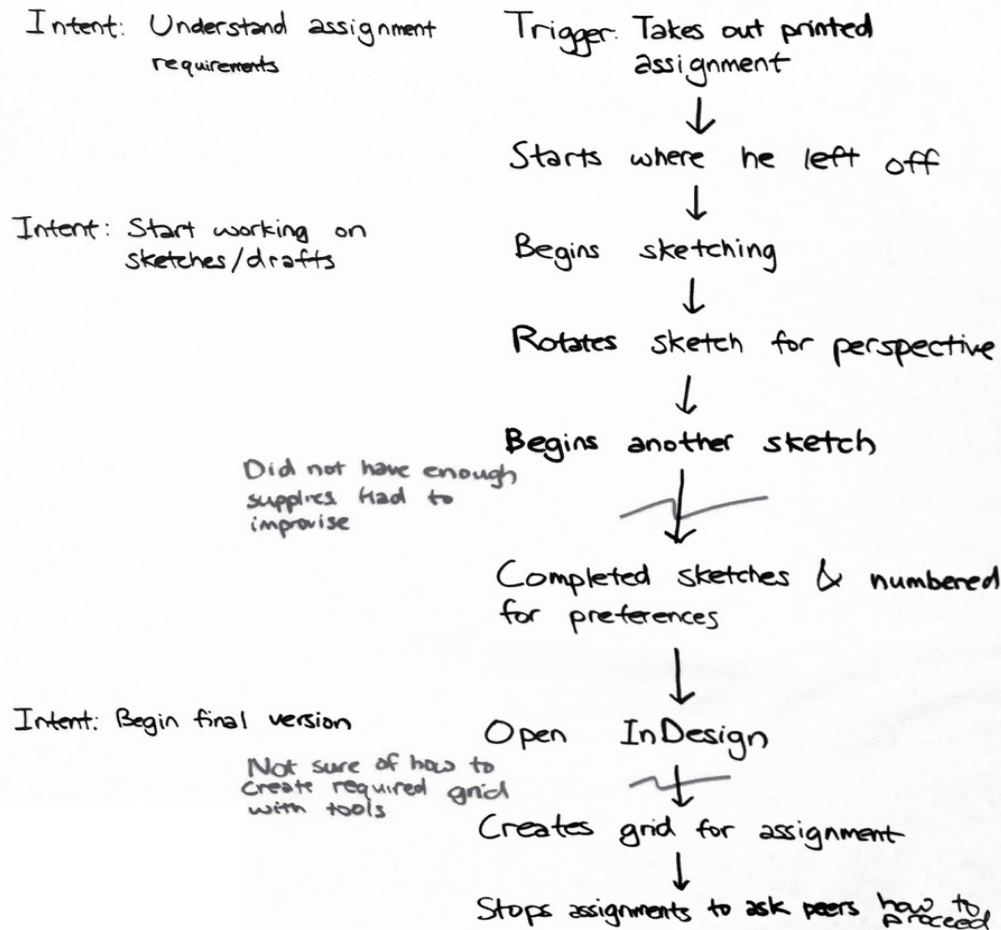 Intent: Understand assignment
requirements
Trigger: Takes out printed
assignment
Starts where he left off
Intent: Start working on
sketches/drafts
Begins sketching
Rotates sketch for perspective
Begins another sketch
Did not have enough
supplies Had to
improvise
Completed sketches & numbered
for preferences
Intent: Begin final version
Open InDesign
Not sure of how to
create required grid
with tools
Creates grid for assignment
Stops assignments to ask peers how to
proceed